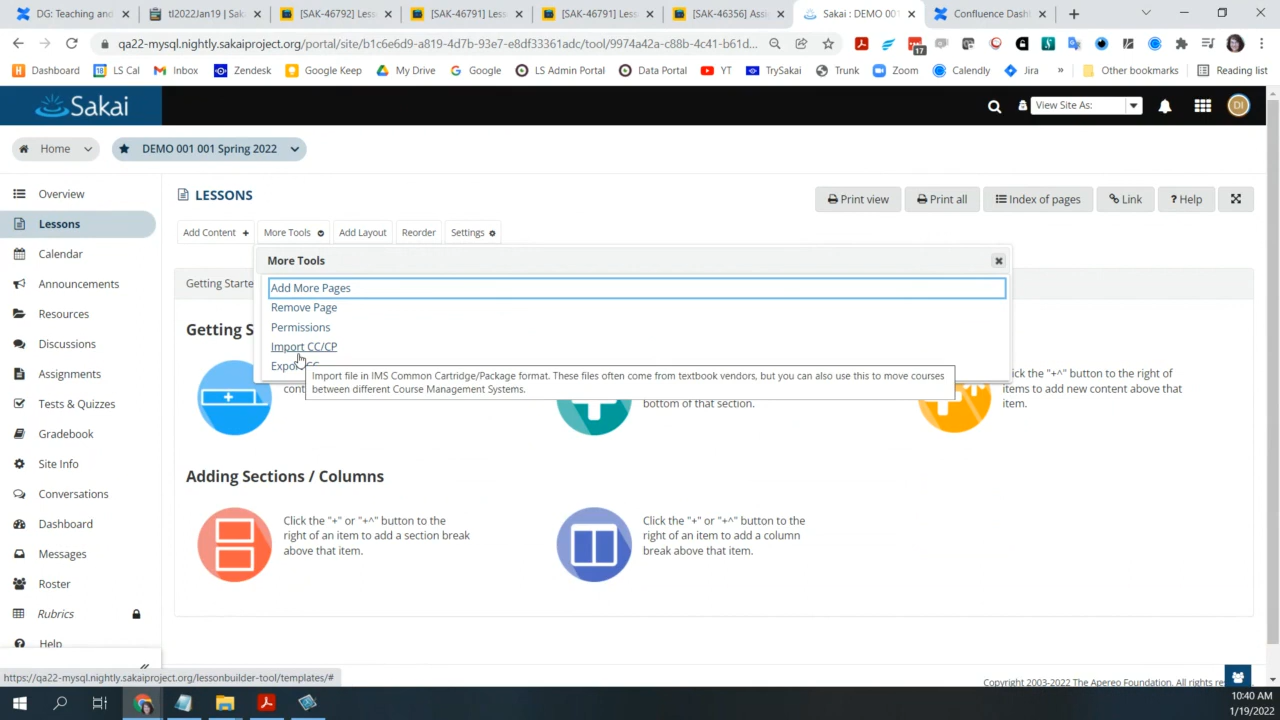 DG: Teaching and
tl2022Jan19 | Sak
[SAK-46792] Less
[SAK-46791] Less
[SAK-46791] Less
[SAK-46356] Assi
Sakai : DEMO 001
Confluence Dash
qa22-mysql.nightly.sakaiproject.org/portal/site/b1c6e6d9-a819-4d7b-93e7-8df33361adc/tool/9974a42a-c88b-4c41-b61d...
17
Dashboard
LS Cal
Inbox
Zendesk
Google Keep
My Drive
Google
LS Admin Portal
Data Portal
YT
TrySakai
Trunk
Zoom
Calendly
Jira
»
Other bookmarks
Reading list
Sakai
View Site As:
DI
Home
DEMO 001 001 Spring 2022
Overview
Lessons
Calendar
Announcements
Resources
Discussions
Assignments
Tests & Quizzes
Gradebook
Site Info
Conversations
Dashboard
Messages
Roster
Rubrics
Help
LESSONS
Print view
Print all
Index of pages
Link
? Help
Add Content +
More Tools
Add Layout
Reorder
Settings
More Tools
Add More Pages
Remove Page
Permissions
Import CC/CP
Import file in IMS Common Cartridge/Package format. These files often come from textbook vendors, but you can also use this to move courses
between different Course Management Systems.
Getting Starte
Getting S
cont
bottom of that section.
ick the "+^" button to the right of
items to add new content above that
item.
Adding Sections / Columns
Click the "+" or "+^" button to the
right of an item to add a section break
above that item.
Click the "+" or "+^" button to the
right of an item to add a column
break above that item.
https://qa22-mysql.nightly.sakaiproject.org/lessonbuilder-tool/templates/#
Copyright 2003-2022 The Apereo Foundation. All rights re
10:40 AM
1/19/2022